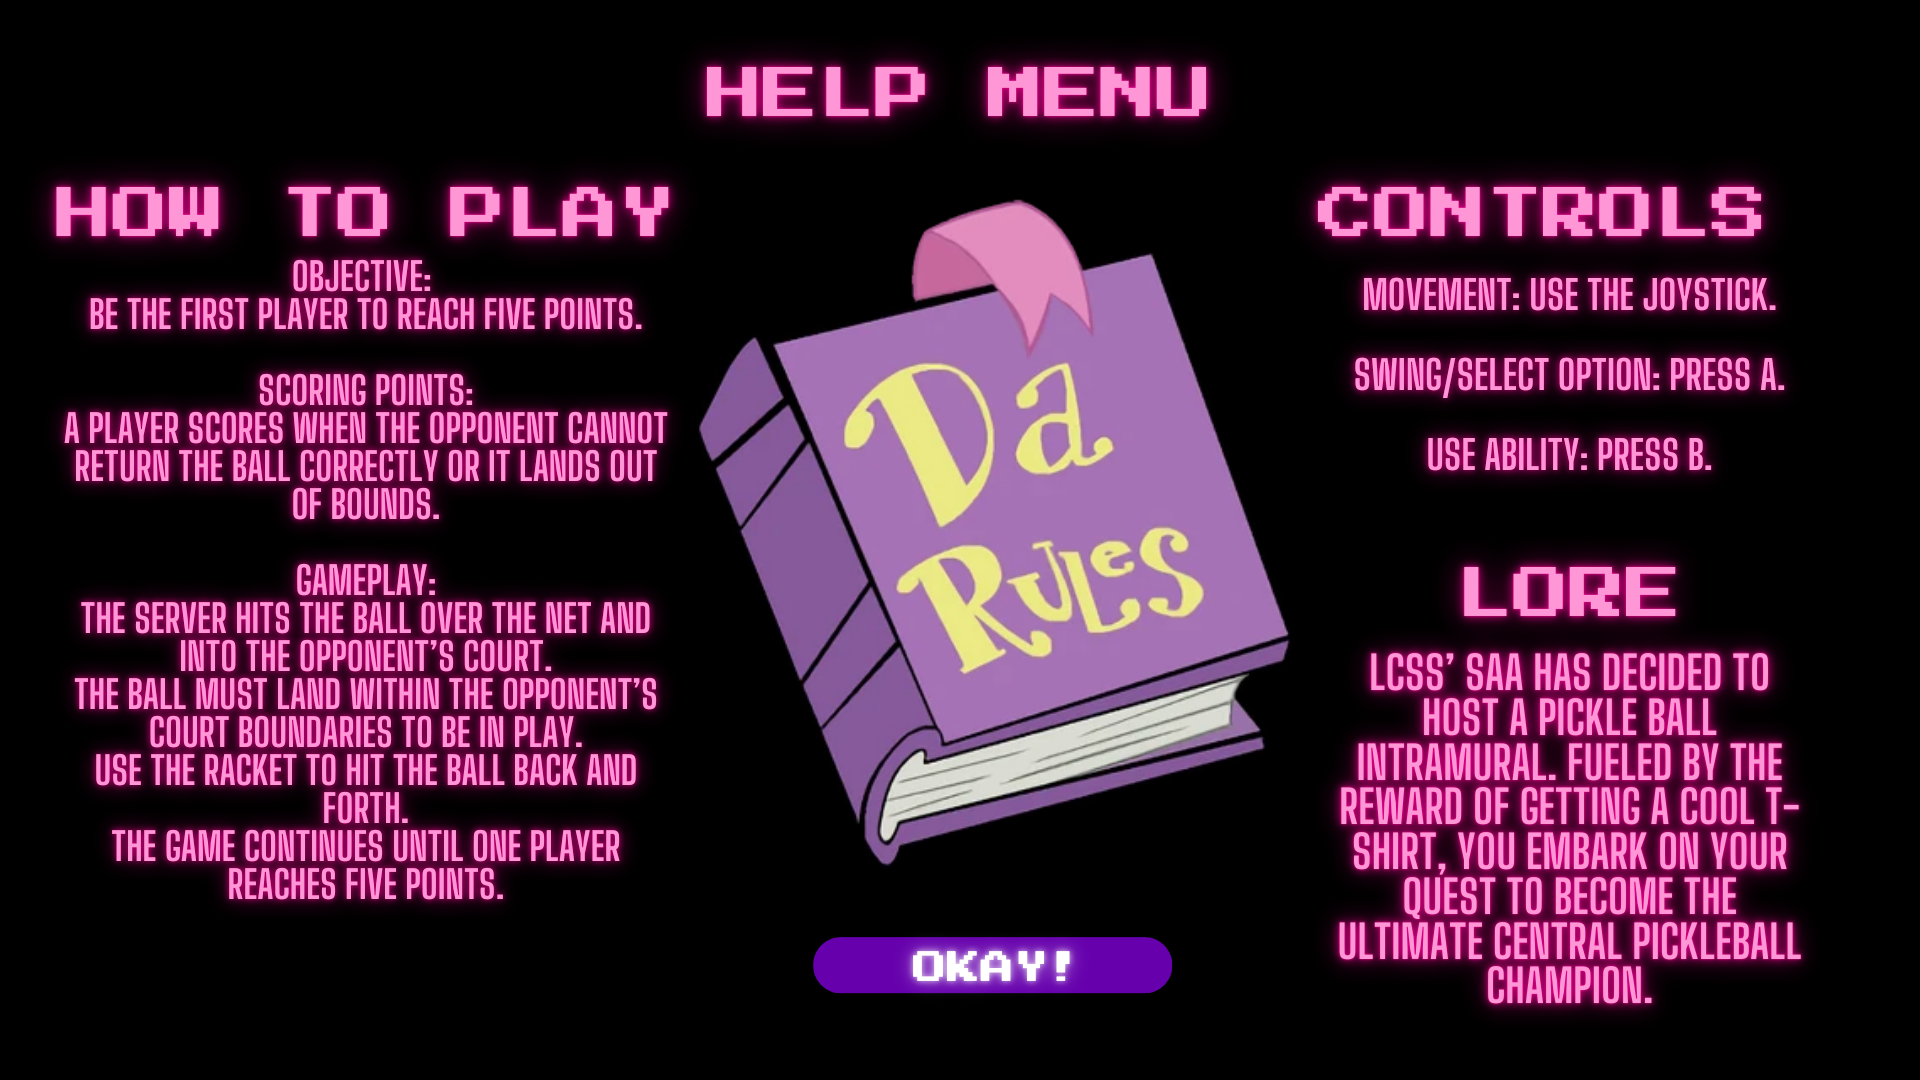 HELP MENU
HOW TO PLAY
OBJECTIVE:
BE THE FIRST PLAYER TO REACH FIVE POINTS.
SCORING POINTS:
A PLAYER SCORES WHEN THE OPPONENT CANNOT
RETURN THE BALL CORRECTLY OR IT LANDS OUT
OF BOUNDS.
GAMEPLAY:
THE SERVER HITS THE BALL OVER THE NET AND
INTO THE OPPONENT’S COURT.
THE BALL MUST LAND WITHIN THE OPPONENT’S
COURT BOUNDARIES TO BE IN PLAY.
USE THE RACKET TO HIT THE BALL BACK AND
FORTH.
THE GAME CONTINUES UNTIL ONE PLAYER
REACHES FIVE POINTS.
Da
RULeS
OKAY!
CONTROLS
MOVEMENT: USE THE JOYSTICK.
SWING/SELECT OPTION: PRESS A.
USE ABILITY: PRESS B.
LORE
LCSS’ SAA HAS DECIDED TO
HOST A PICKLE BALL
INTRAMURAL. FUELED BY THE
REWARD OF GETTING A COOL T-
SHIRT, YOU EMBARK ON YOUR
QUEST TO BECOME THE
ULTIMATE CENTRAL PICKLEBALL
CHAMPION.